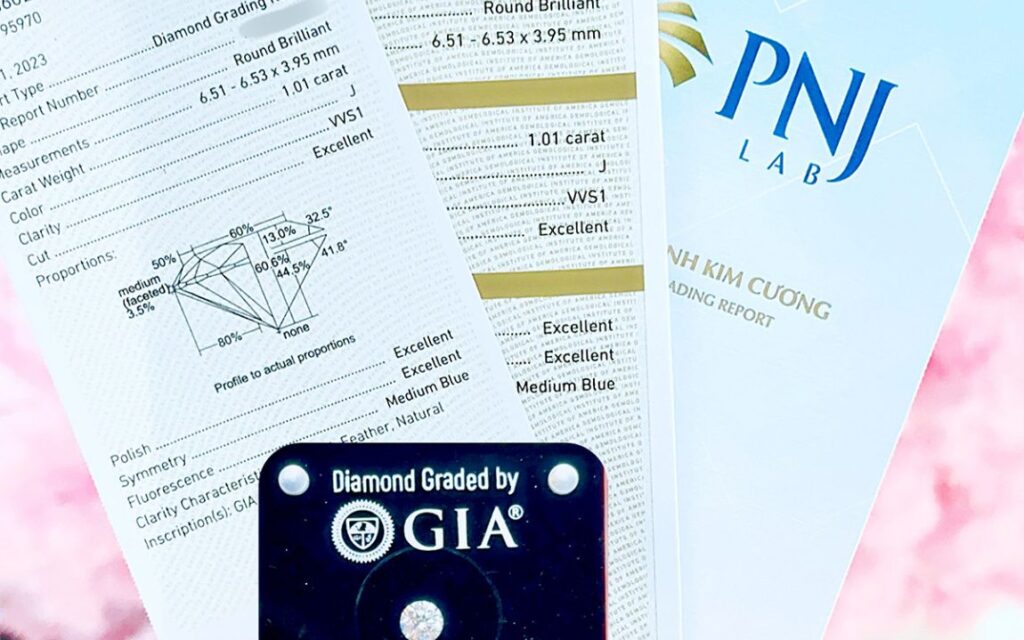 95970
1, 2023
Report Number
Diamond Grading
Round Brilliant
Measurements 6.51 - 6.53 x 3.95 mm
Carat Weight 1.01 carat
Color J
Clarity VVS1
Cut Excellent
Proportions:
60%
32.5°
50%
13.0%
medium
(faceted)
3.5%
60.6%
44.5%
41.8°
80%
none
Profile to actual proportions
Polish Excellent
Symmetry Excellent
Fluorescence Medium Blue
Clarity Characterist Feather, Natural
Inscription(s): GIA
Round Brilliant
6.51 - 6.53 x 3.95 mm
1.01 carat
J
VVS1
Excellent
Excellent
Excellent
Medium Blue
PNJ
LAB
NH KIM CƯƠNG
ADING REPORT
Diamond Graded by
GIA®